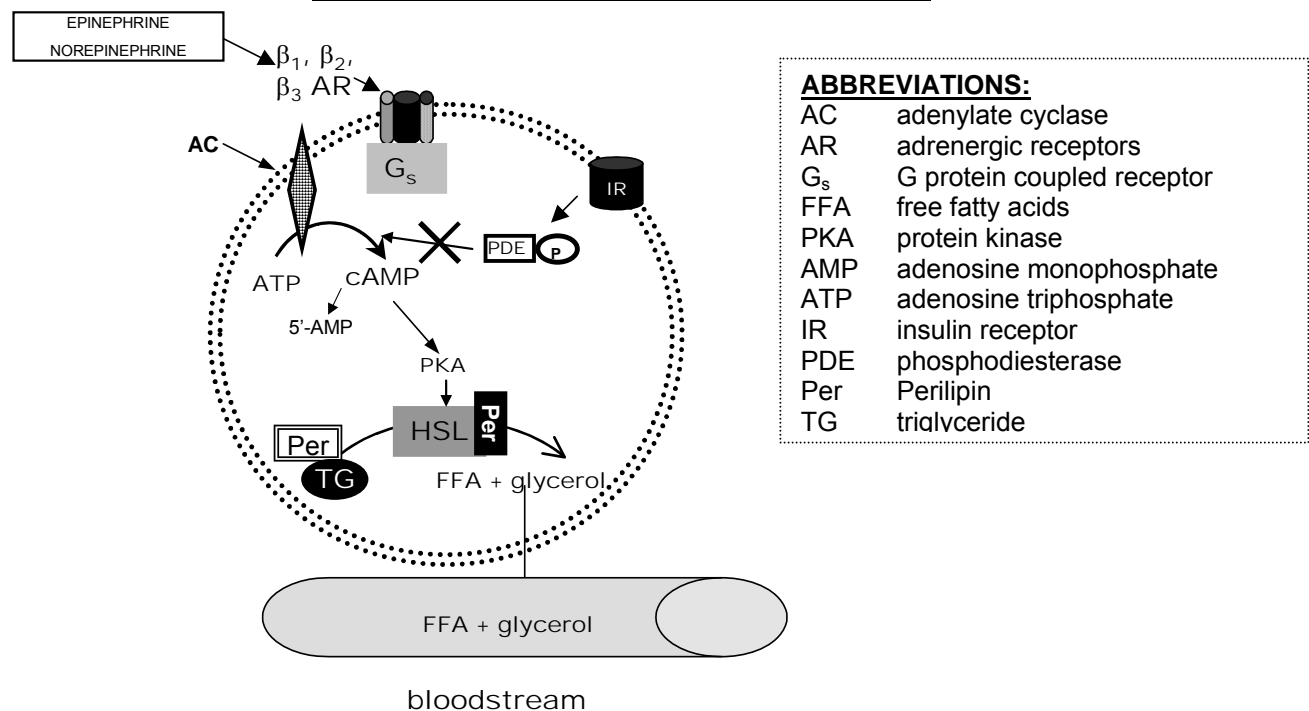 EPINEPHRINE
NOREPINEPHRINE
β1, β2,
β3 AR
AC
Gs
IR
PDE
P
ATP
cAMP
5'-AMP
PKA
HSL
Per
Per
TG
FFA + glycerol
FFA + glycerol
bloodstream
ABBREVIATIONS:
AC adenylate cyclase
AR adrenergic receptors
Gs G protein coupled receptor
FFA free fatty acids
PKA protein kinase
AMP adenosine monophosphate
ATP adenosine triphosphate
IR insulin receptor
PDE phosphodiesterase
Per Perilipin
TG triglyceride